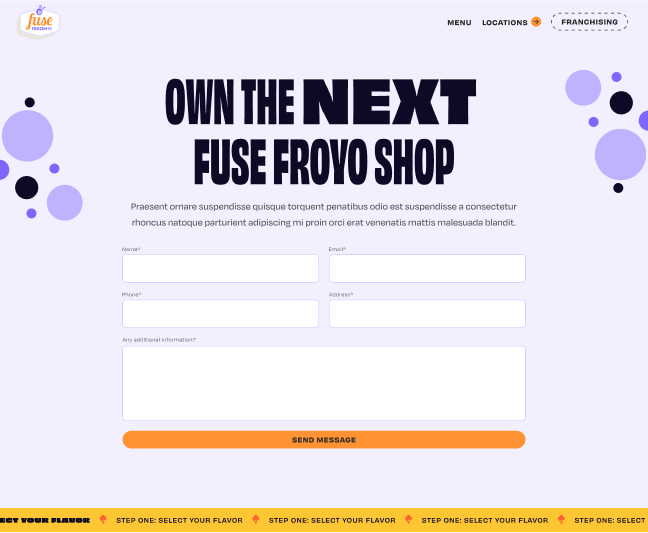 fuse
MENU LOCATIONS FRANCHISING
OWN THE NEXT
FUSE FROYO SHOP
Praesent ornare suspendisse quisque torquent penatibus odio est suspendisse a consectetur
rhoncus natoque parturient adipiscing mi proin orci erat venenatis mattis malesuada blandit.
Name* Email*
Phone* Address*
Any additional information?
SEND MESSAGE
ECT YOUR FLAVOR STEP ONE: SELECT YOUR FLAVOR STEP ONE: SELECT YOUR FLAVOR STEP ONE: SELECT YOUR FLAVOR STEP ONE: SELECT